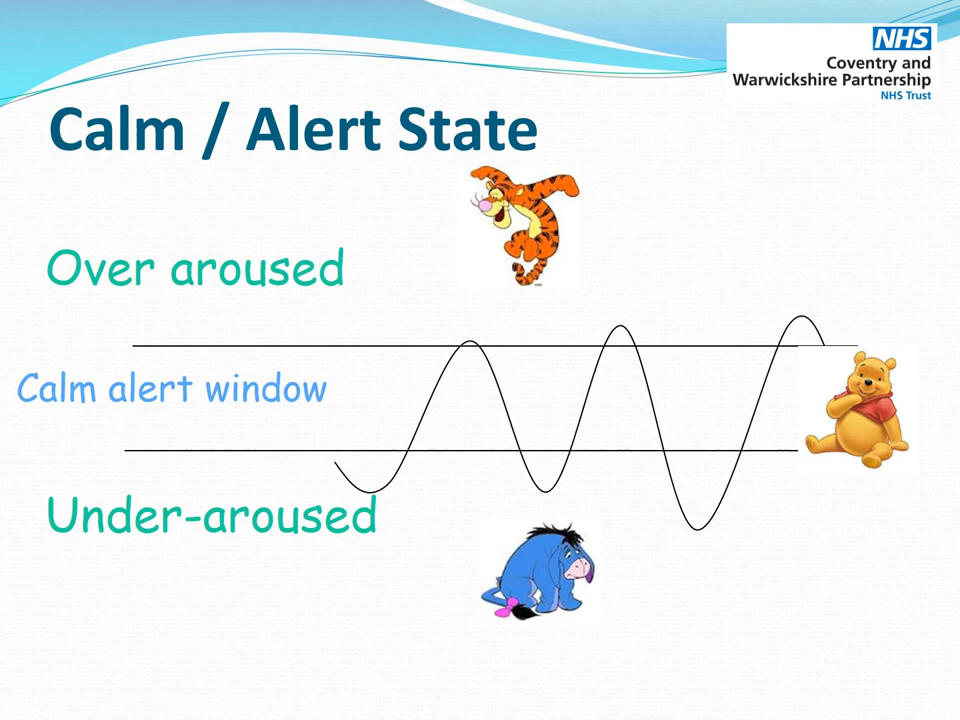 NHS
Coventry and
Warwickshire Partnership
NHS Trust
Calm / Alert State
Over aroused
Calm alert window
Under-aroused